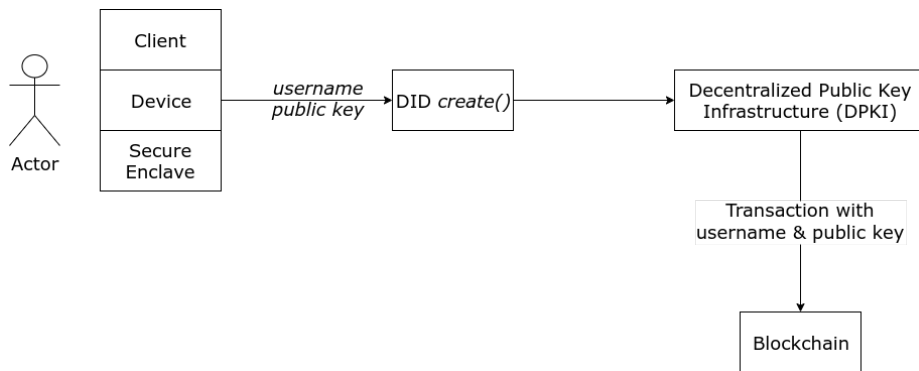 Actor
Client
Device
Secure
Enclave
username
public key
DID create()
Decentralized Public Key
Infrastructure (DPKI)
Transaction with
username & public key
Blockchain